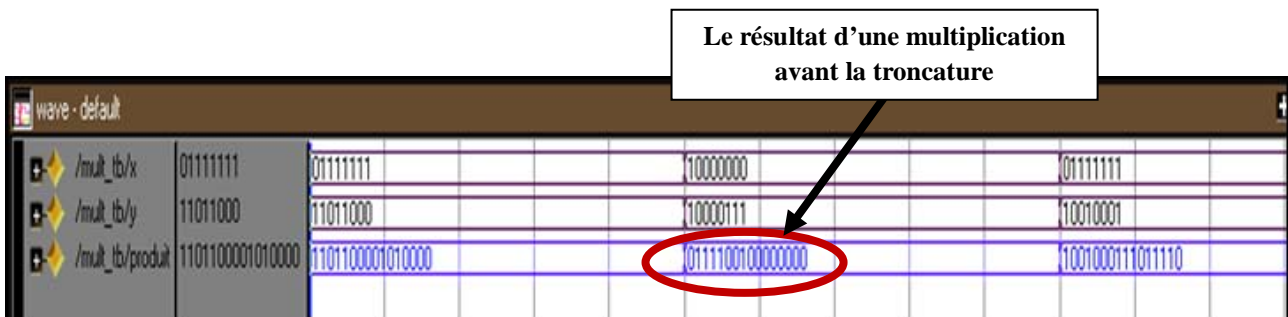 Le résultat d'une multiplication
avant la troncature
wave - default
/mult_tb/x 01111111 01111111 10000000 01111111
/mult_tb/y 11011000 11011000 10000111 10010001
/mult_tb/produit 1101100001010000 1101100001010000 0111100100000000 1001000111011110